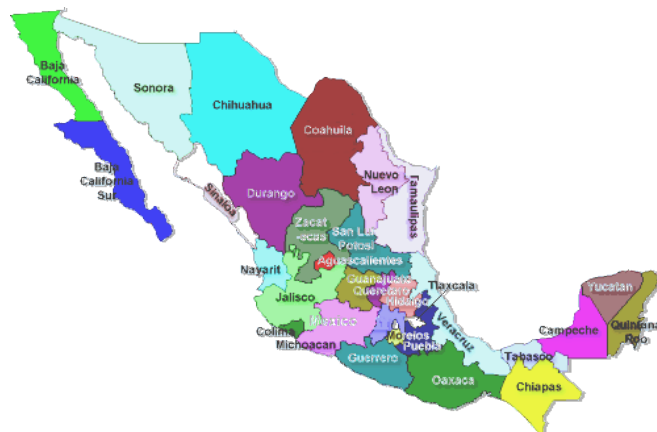 Baja
California
Sonora
Chihuahua
Coahuila
Baja
California
Sur
Sinaloa
Durango
Nuevo
Leon
Tamaulipas
Zacat
-ecas
San Luis
Potosi
Nayarit
Aguascalientes
Jalisco
Guanajuato
Queretaro
Hidalgo
Tlaxcala
Veracruz
Colima
Michoacan
Morelos
Puebla
Guerrero
Oaxaca
Tabasco
Chiapas
Campeche
Yucatan
Quintana
Roo